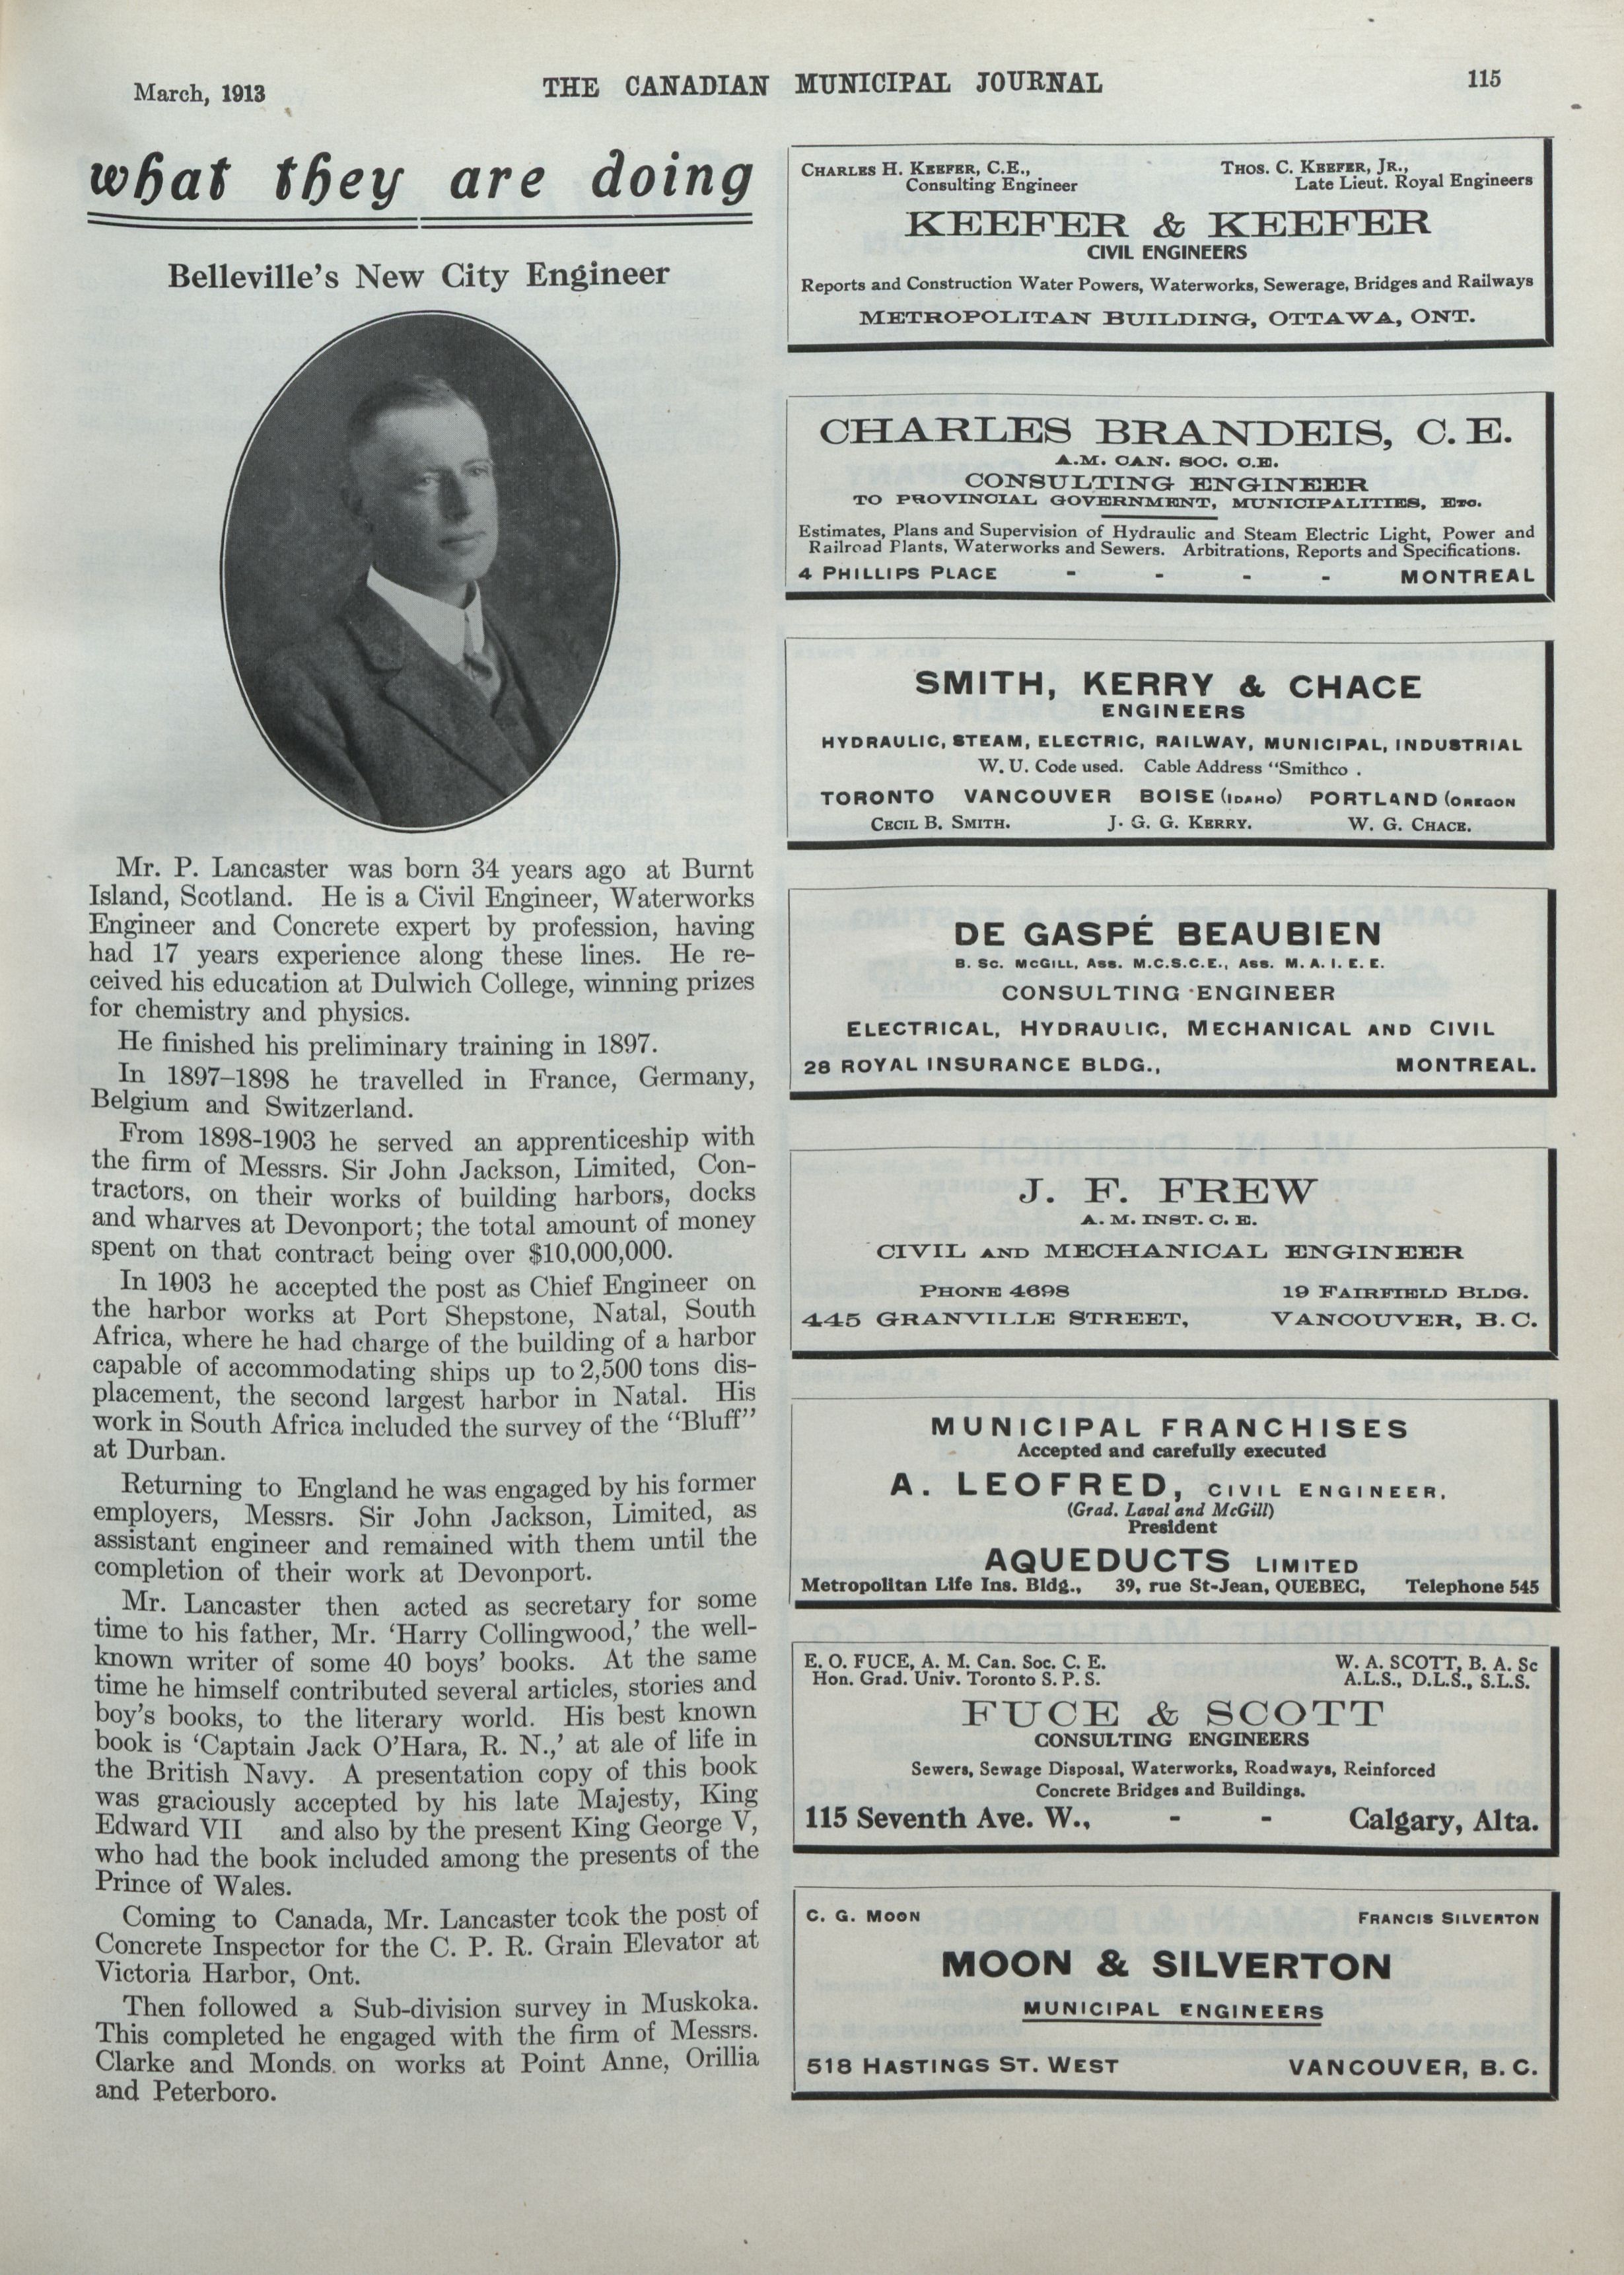 March, 1913
THE CANADIAN MUNICIPAL JOURNAL
115
what they are doing
Belleville's New City Engineer
Mr. P. Lancaster was born 34 years ago at Burnt
Island, Scotland. He is a Civil Engineer, Waterworks
Engineer and Concrete expert by profession, having
had 17 years experience along these lines. He re-
ceived his education at Dulwich College, winning prizes
for chemistry and physics.
He finished his preliminary training in 1897.
In 1897–1898 he travelled in France, Germany,
Belgium and Switzerland.
From 1898-1903 he served an apprenticeship with
the firm of Messrs. Sir John Jackson, Limited, Con-
tractors, on their works of building harbors, docks
and wharves at Devonport; the total amount of money
spent on that contract being over $10,000,000.
In 1903 he accepted the post as Chief Engineer on
the harbor works at Port Shepstone, Natal, South
Africa, where he had charge of the building of a harbor
capable of accommodating ships up to 2,500 tons dis-
placement, the second largest harbor in Natal. His
work in South Africa included the survey of the "Bluff"
at Durban.
Returning to England he was engaged by his former
employers, Messrs. Sir John Jackson, Limited, as
assistant engineer and remained with them until the
completion of their work at Devonport.
Mr. Lancaster then acted as secretary for some
time to his father, Mr. 'Harry Collingwood,' the well-
known writer of some 40 boys' books. At the same
time he himself contributed several articles, stories and
boy's books, to the literary world. His best known
book is 'Captain Jack O'Hara, R. N.,' at ale of life in
the British Navy. A presentation copy of this book
was graciously accepted by his late Majesty, King
Edward VII and also by the present King George V,
who had the book included among the presents of the
Prince of Wales.
Coming to Canada, Mr. Lancaster took the post of
Concrete Inspector for the C. P. R. Grain Elevator at
Victoria Harbor, Ont.
Then followed a Sub-division survey in Muskoka.
This completed he engaged with the firm of Messrs.
Clarke and Monds. on works at Point Anne, Orillia
and Peterboro.
CHARLES H. KEEFER, C.E., THOS. C. KEEFER, JR.,
Consulting Engineer Late Lieut. Royal Engineers
KEEFER & KEEFER
CIVIL ENGINEERS
Reports and Construction Water Powers, Waterworks, Sewerage, Bridges and Railways
METROPOLITAN BUILDING, OTTAWA, ONT.
CHARLES BRANDEIS, C. E.
A.M. CAN. SOC. C.E.
CONSULTING ENGINEER
TO PROVINCIAL GOVERNMENT, MUNICIPALITIES, ETC.
Estimates, Plans and Supervision of Hydraulic and Steam Electric Light, Power and
Railroad Plants, Waterworks and Sewers. Arbitrations, Reports and Specifications.
4 PHILLIPS PLACE - - - - MONTREAL
SMITH, KERRY & CHACE
ENGINEERS
HYDRAULIC, STEAM, ELECTRIC, RAILWAY, MUNICIPAL, INDUSTRIAL
W. U. Code used. Cable Address "Smithco .
TORONTO VANCOUVER BOISE (IDAHO) PORTLAND (OREGON
CECIL B. SMITH. J. G. G. KERRY. W. G. CHACE.
DE GASPÉ BEAUBIEN
B. SC. MCGILL, ASS. M.C.S.C.E., ASS. M. A. I. E. E.
CONSULTING ENGINEER
ELECTRICAL, HYDRAULIC, MECHANICAL AND CIVIL
28 ROYAL INSURANCE BLDG., MONTREAL.
J. F. FREW
A. M. INST. C. E.
CIVIL AND MECHANICAL ENGINEER
PHONE 4698 19 FAIRFIELD BLDG.
445 GRANVILLE STREET, VANCOUVER, B. C.
MUNICIPAL FRANCHISES
Accepted and carefully executed
A. LEOFRED, CIVIL ENGINEER,
(Grad. Laval and McGill)
President
AQUEDUCTS LIMITED
Metropolitan Life Ins. Bldg., 39, rue St-Jean, QUEBEC, Telephone 545
E. O. FUCE, A. M. Can. Soc. C. E. W. A. SCOTT, B. A. Sc
Hon. Grad. Univ. Toronto S. P. S. A.L.S., D.L.S., S.L.S.
FUCE & SCOTT
CONSULTING ENGINEERS
Sewers, Sewage Disposal, Waterworks, Roadways, Reinforced
Concrete Bridges and Buildings.
115 Seventh Ave. W., - - Calgary, Alta.
C. G. MOON FRANCIS SILVERTON
MOON & SILVERTON
MUNICIPAL ENGINEERS
518 HASTINGS ST. WEST VANCOUVER, B. C.